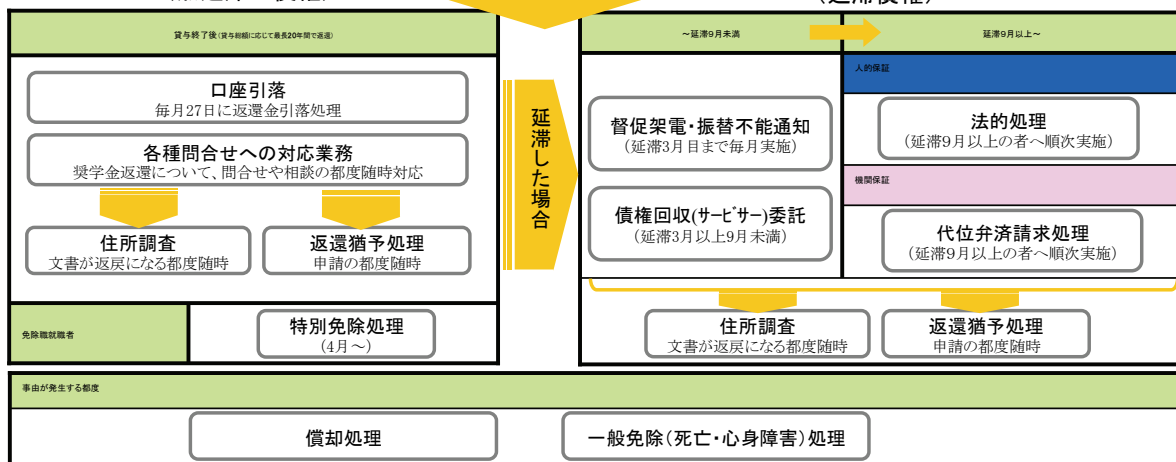 (延滞債権)
貸与終了後(貸与総額に応じて最長20年間で返還)
口座引落
毎月27日に返還金引落処理
各種問合せへの対応業務
奨学金返還について、問合せや相談の都度随時対応
住所調査
文書が返戻になる都度随時
返還猶予処理
申請の都度随時
免除職就職者
特別免除処理
(4月～)
延滞した場合
～延滞9月未満
延滞9月以上～
督促架電・振替不能通知
(延滞3月目まで毎月実施)
債権回収(サービサー)委託
(延滞3月以上9月未満)
人的保証
法的処理
(延滞9月以上の者へ順次実施)
機関保証
代位弁済請求処理
(延滞9月以上の者へ順次実施)
住所調査
文書が返戻になる都度随時
返還猶予処理
申請の都度随時
事由が発生する都度
償却処理
一般免除(死亡・心身障害)処理